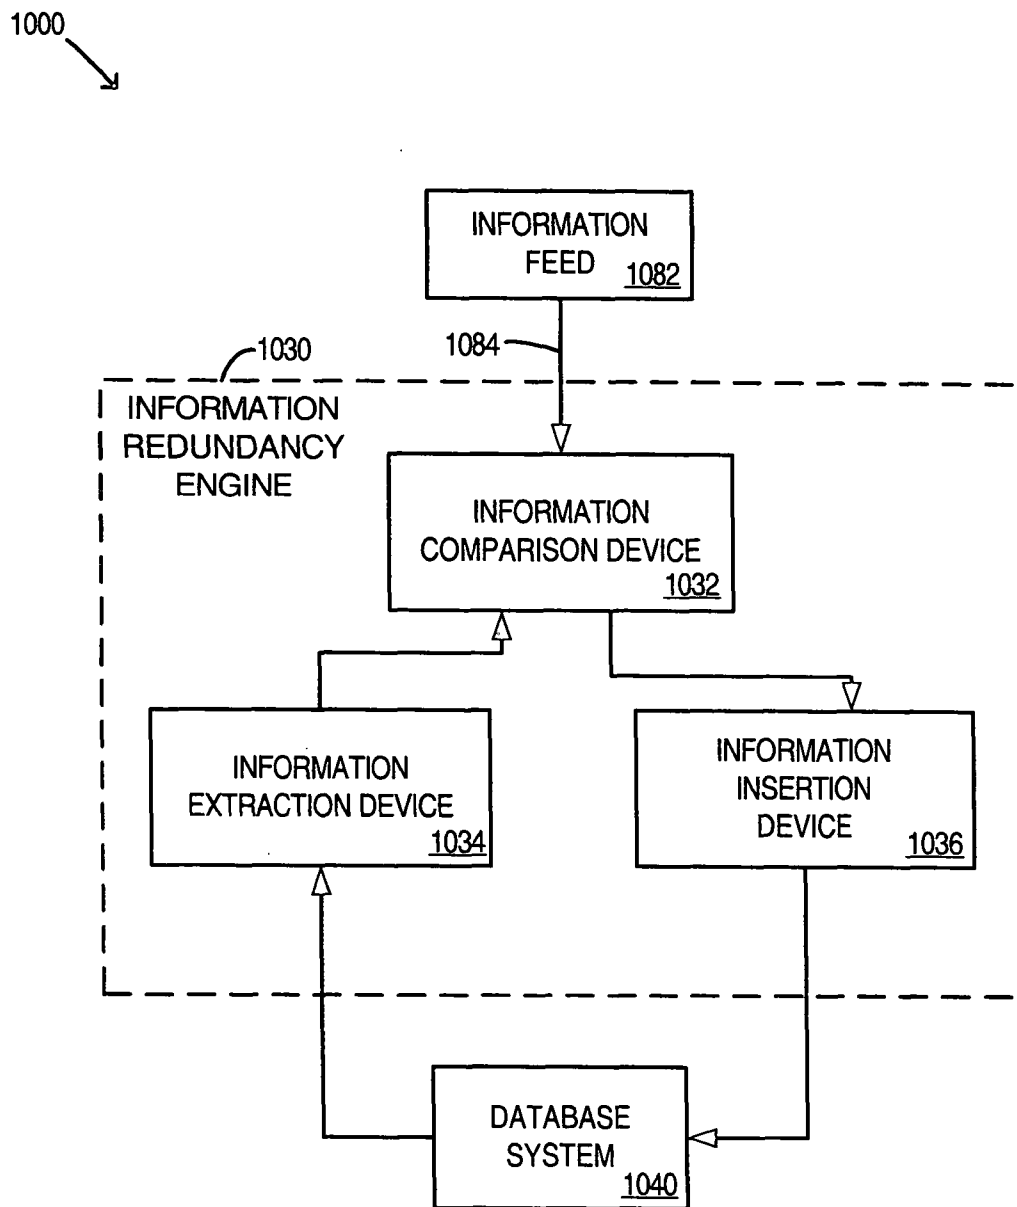 1000
INFORMATION
FEED
1082
1084
1030
INFORMATION
REDUNDANCY
ENGINE
INFORMATION
COMPARISON DEVICE
1032
INFORMATION
EXTRACTION DEVICE
1034
INFORMATION
INSERTION
DEVICE
1036
DATABASE
SYSTEM
1040